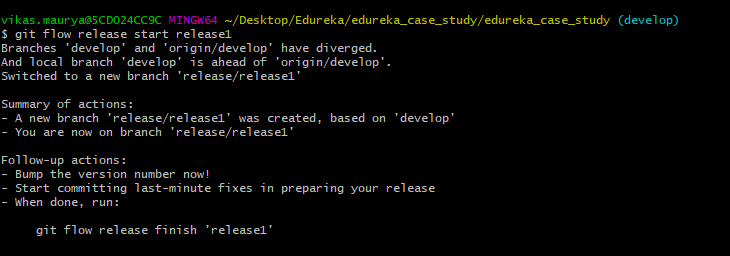 vikas.maurya@5CD024CC9C MINGW64 ~/Desktop/Edureka/edureka_case_study/edureka_case_study (develop)
$ git flow release start release1
Branches 'develop' and 'origin/develop' have diverged.
And local branch 'develop' is ahead of 'origin/develop'.
Switched to a new branch 'release/release1'
Summary of actions:
- A new branch 'release/release1' was created, based on 'develop'
- You are now on branch 'release/release1'
Follow-up actions:
- Bump the version number now!
- Start committing last-minute fixes in preparing your release
- When done, run:
git flow release finish 'release1'